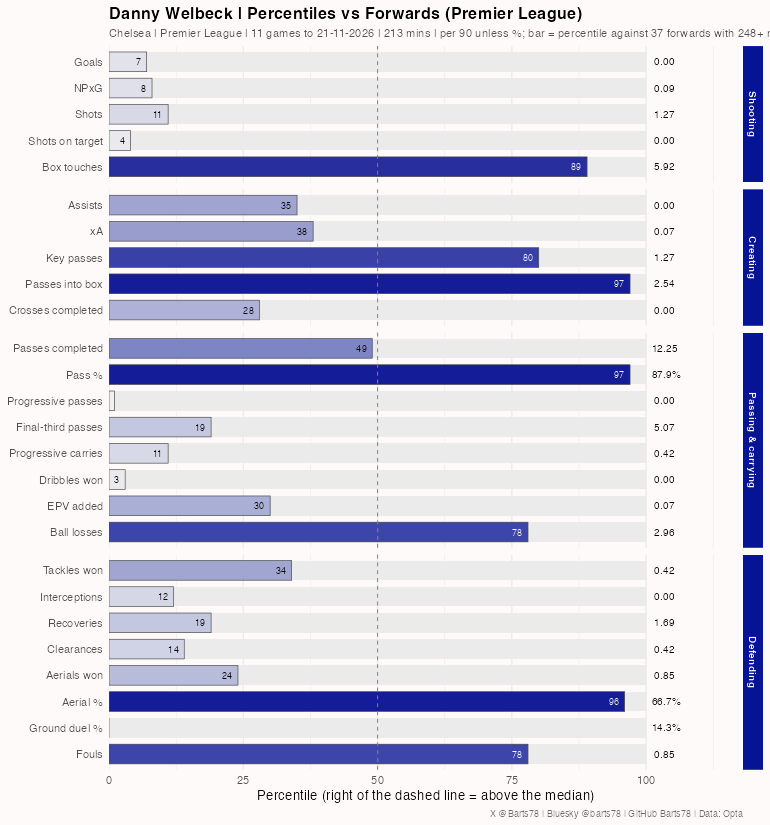 Danny Welbeck | Percentiles vs Forwards (Premier League)
Chelsea | Premier League | 11 games to 21-11-2026 | 213 mins | per 90 unless %; bar = percentile against 37 forwards with 248+
Goals 7 0.00
NPxG 8 0.09
Shots 11 1.27
Shots on target 4 0.00
Box touches 89 5.92
Shooting
Assists 35 0.00
xA 38 0.07
Key passes 80 1.27
Passes into box 97 2.54
Crosses completed 28 0.00
Creating
Passes completed 49 12.25
Pass % 97 87.9%
Progressive passes 0.00
Final-third passes 19 5.07
Progressive carries 11 0.42
Dribbles won 3 0.00
EPV added 30 0.07
Ball losses 78 2.96
Passing & carrying
Tackles won 34 0.42
Interceptions 12 0.00
Recoveries 19 1.69
Clearances 14 0.42
Aerials won 24 0.85
Aerial % 96 66.7%
Ground duel % 14.3%
Fouls 78 0.85
Defending
0 25 50 75 100
Percentile (right of the dashed line = above the median)
X @Barts78 | Bluesky @barts78 | GitHub Barts78 | Data: Opta